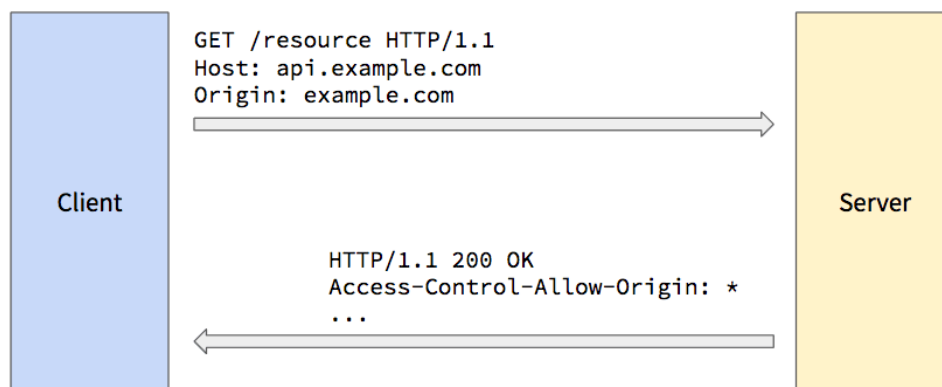 GET /resource HTTP/1.1
Host: api.example.com
Origin: example.com
Client
Server
HTTP/1.1 200 OK
Access-Control-Allow-Origin: *
...